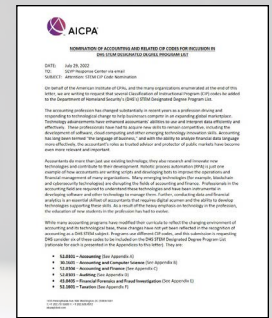 AICPA
NOMINATION OF ACCOUNTING AND RELATED CIP CODES FOR INCLUSION IN
DHS STEM DESIGNATED DEGREE PROGRAM LIST
DATE: July 29, 2022
TO: SEVP Response Center via email
SUBJECT: Attention: STEM CIP Code Nomination
On behalf of the American Institute of CPAs, and the many organizations enumerated at the end of this
letter, we are writing to request that several Classification of Instructional Program (CIP) codes be added
to the Department of Homeland Security's (DHS's) STEM Designated Degree Program List.
The accounting profession has changed substantially in recent years as a profession driving and
responding to technological change to help businesses compete in an expanding global marketplace.
Technology advancements have enhanced accountants' abilities to use and interpret data efficiently and
effectively. These professionals have had to acquire new skills to remain competitive, including the
development of software, cloud computing and other emerging technology innovation skills. Accounting
has long been termed "the language of business," and with the ability to analyze financial data language
more effectively, the accountant's roles as trusted advisor and protector of public markets have become
even more relevant and important.
Accountants do more than just use existing technology; they also research and innovate new
technologies and contribute to their development. Robotic process automation (RPA) is just one
example of how accountants are writing scripts and developing bots to improve the operations and
financial management of many organizations. Many emerging technologies (for example, blockchain
and cybersecurity technologies) are disrupting the fields of accounting and finance. Professionals in the
accounting field are required to understand these technologies and have been instrumental in
developing software and other technology to manage them. Further, conducting data and financial
analytics is an essential skillset of accountants that requires digital acumen and the ability to develop
technologies supporting these skills. As a result of the heavy emphasis on technology in the profession,
the education of new students in the profession has had to evolve.
While many accounting programs have modified their curricula to reflect the changing environment of
accounting and its technological base, these changes have not yet been reflected in the recognition of
accounting as a DHS STEM subject. Programs use different CIP codes, and this submission is requesting
DHS consider six of these codes to be included on the DHS STEM Designated Degree Program List
(rationale for each is presented in the Appendices to this letter). They are:
• 52.0301 – Accounting (See Appendix A)
• 30.1601 – Accounting and Computer Science (See Appendix B)
• 52.0304 – Accounting and Finance (See Appendix C)
• 52.0303 – Auditing (See Appendix D)
• 43.0405 – Financial Forensics and Fraud Investigation (See Appendix E)
• 52.1601 – Taxation (See Appendix F)